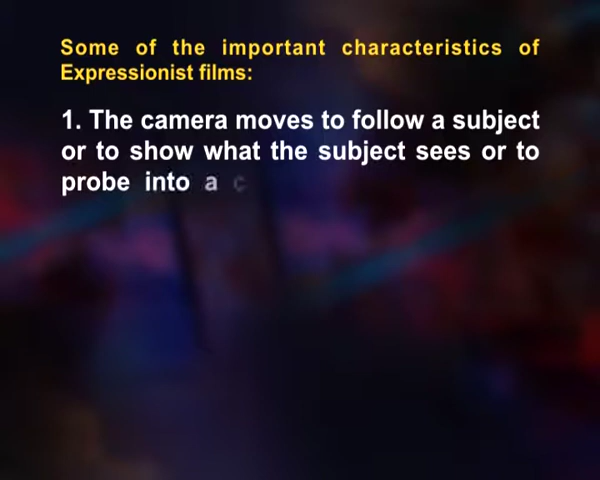 Some of the important characteristics of
Expressionist films:
1. The camera moves to follow a subject
or to show what the subject sees or to
probe into a c